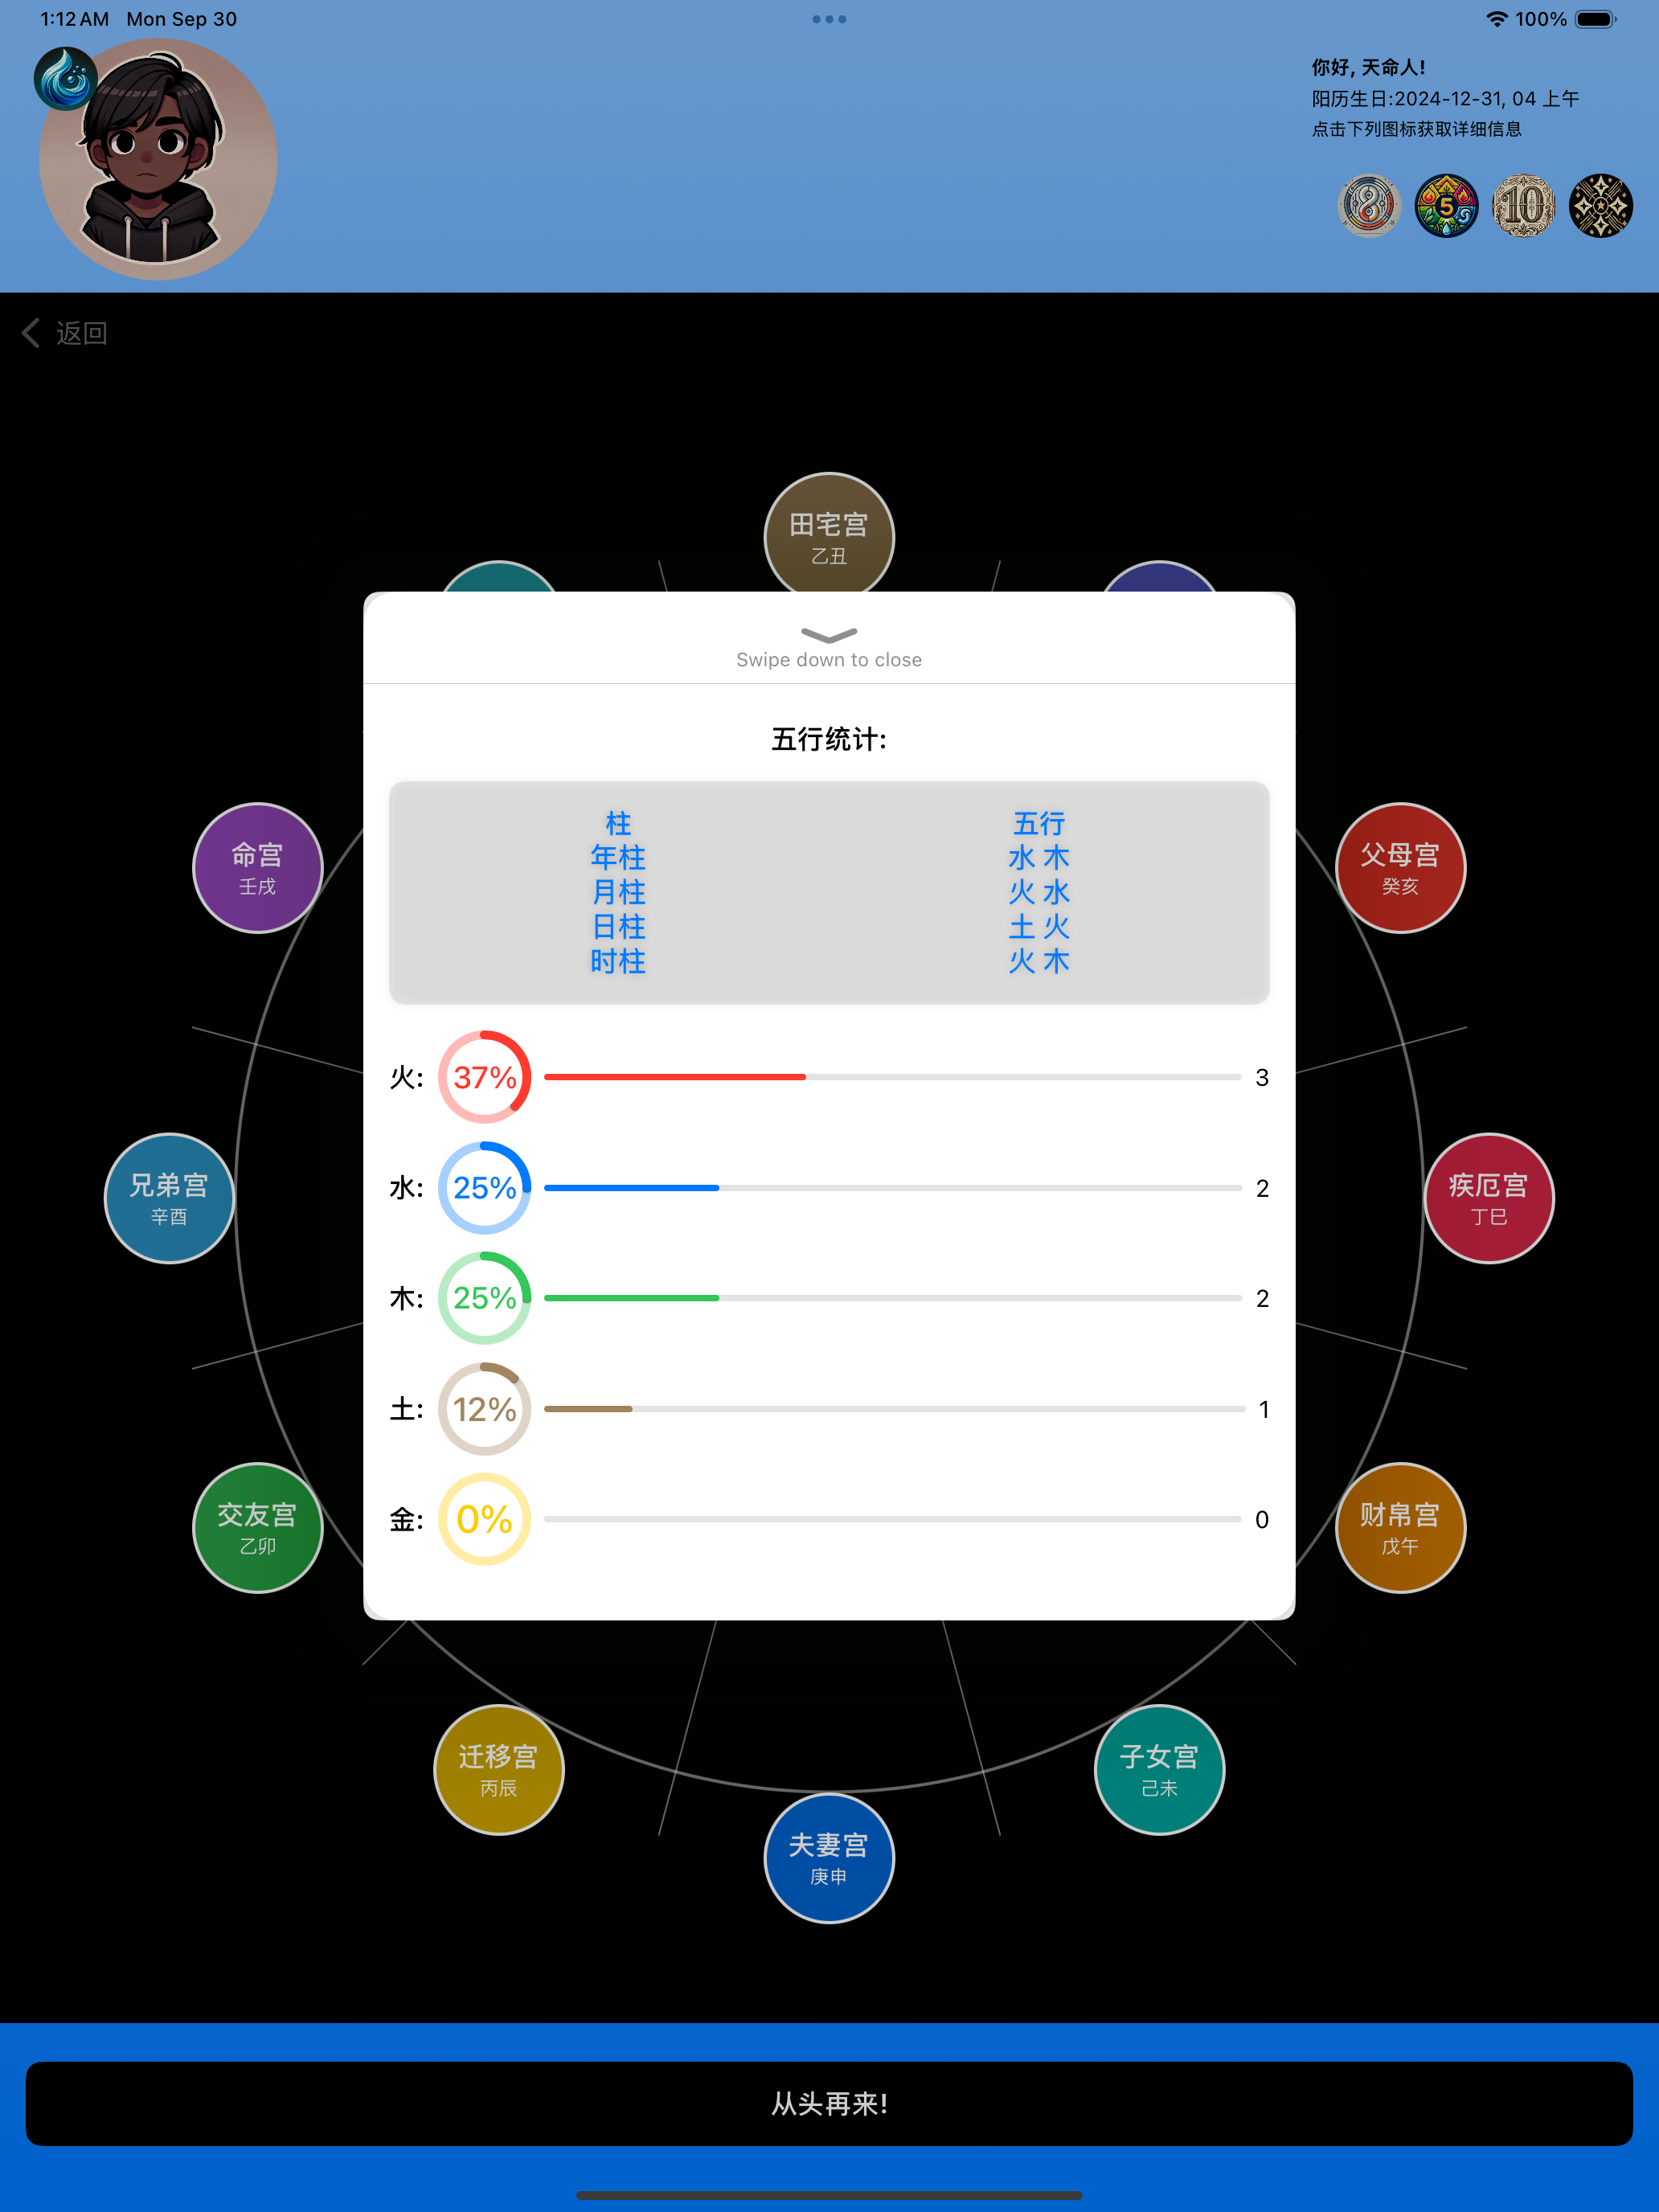 1:12 AM Mon Sep 30
100%
你好, 天命人!
阳历生日:2024-12-31, 04 上午
点击下列图标获取详细信息
8
5
10
返回
田宅宫
乙丑
Swipe down to close
五行统计:
柱 五行
年柱 水 木
月柱 火 水
日柱 土 火
时柱 火 木
命宫
壬戌
父母宫
癸亥
火: 37% 3
水: 25% 2
兄弟宫
辛酉
疾厄宫
丁巳
木: 25% 2
土: 12% 1
金: 0% 0
交友宫
乙卯
财帛宫
戊午
迁移宫
丙辰
子女宫
己未
夫妻宫
庚申
从头再来!